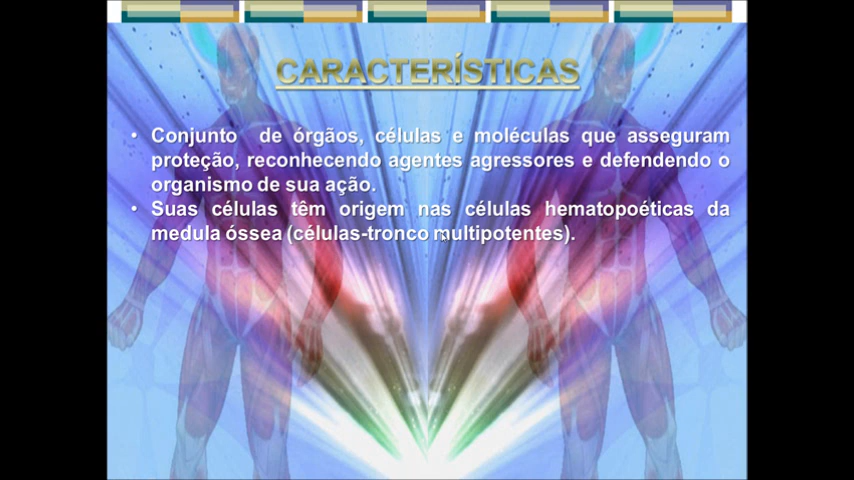 CARACTERÍSTICAS
• Conjunto de órgãos, células e moléculas que asseguram
proteção, reconhecendo agentes agressores e defendendo o
organismo de sua ação.
• Suas células têm origem nas células hematopoéticas da
medula óssea (células-tronco multipotentes).